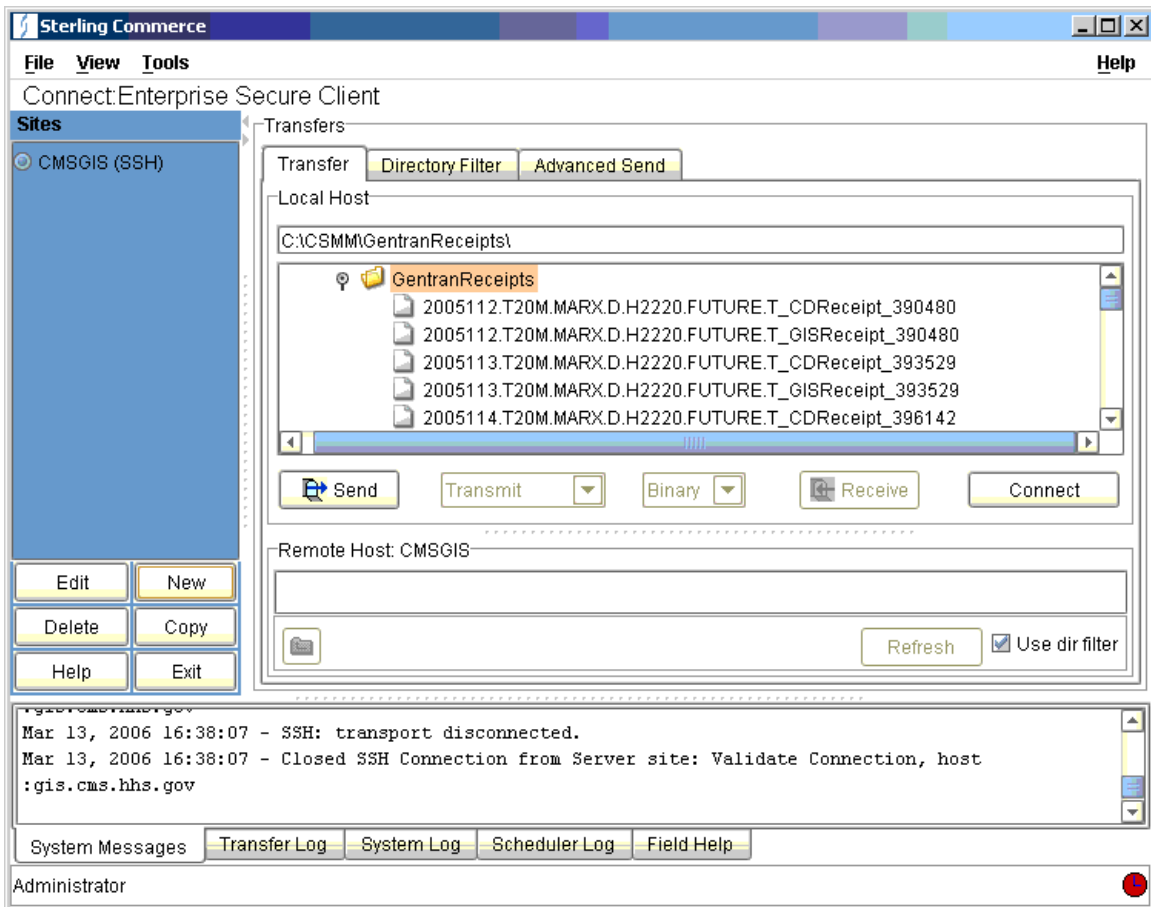 Sterling Commerce
File View Tools Help
Connect:Enterprise Secure Client
Sites
CMSGIS (SSH)
Transfers
Transfer Directory Filter Advanced Send
Local Host
C:\CSMM\GentranReceipts\
GentranReceipts
2005112.T20M.MARX.D.H2220.FUTURE.T_CDReceipt_390480
2005112.T20M.MARX.D.H2220.FUTURE.T_GISReceipt_390480
2005113.T20M.MARX.D.H2220.FUTURE.T_CDReceipt_393529
2005113.T20M.MARX.D.H2220.FUTURE.T_GISReceipt_393529
2005114.T20M.MARX.D.H2220.FUTURE.T_CDReceipt_396142
Send Transmit Binary Receive Connect
Remote Host: CMSGIS
Refresh Use dir filter
Edit New
Delete Copy
Help Exit
:gis.cms.hhs.gov
Mar 13, 2006 16:38:07 - SSH: transport disconnected.
Mar 13, 2006 16:38:07 - Closed SSH Connection from Server site: Validate Connection, host
:gis.cms.hhs.gov
System Messages Transfer Log System Log Scheduler Log Field Help
Administrator